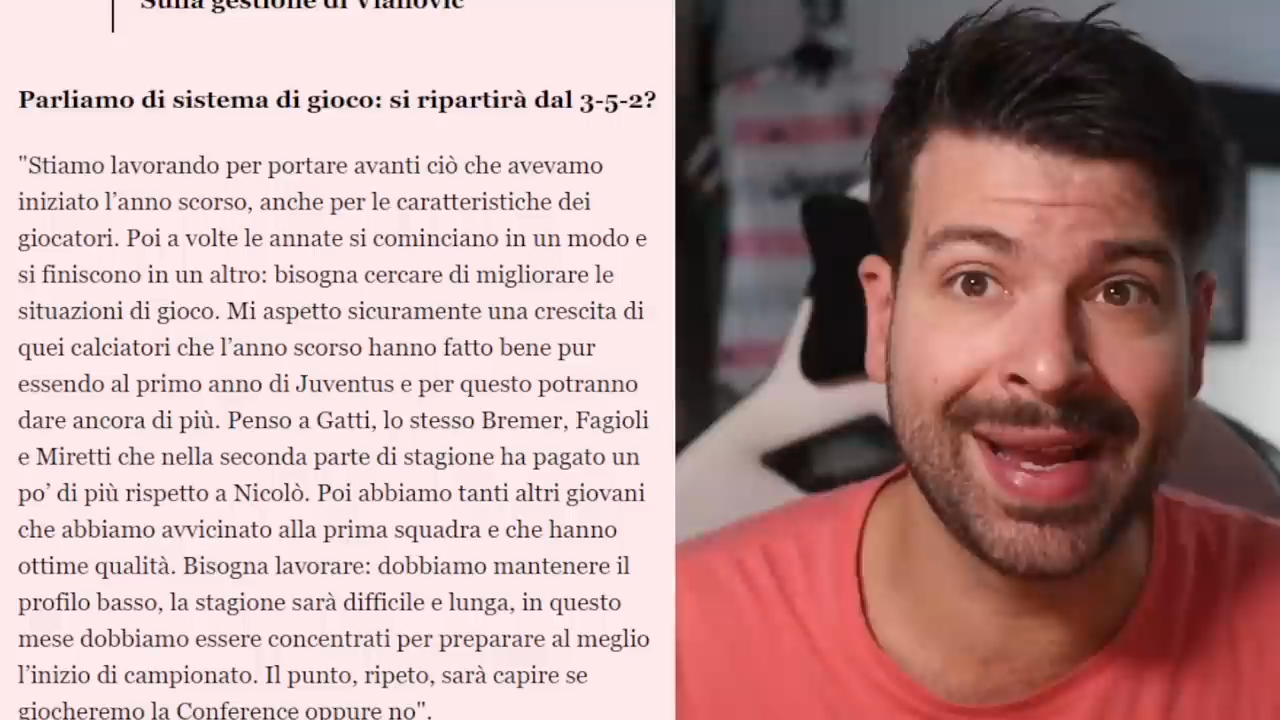 Sulla gestione di Vlahovic
Parliamo di sistema di gioco: si ripartirà dal 3-5-2?
"Stiamo lavorando per portare avanti ciò che avevamo
iniziato l’anno scorso, anche per le caratteristiche dei
giocatori. Poi a volte le annate si cominciano in un modo e
si finiscono in un altro: bisogna cercare di migliorare le
situazioni di gioco. Mi aspetto sicuramente una crescita di
quei calciatori che l’anno scorso hanno fatto bene pur
essendo al primo anno di Juventus e per questo potranno
dare ancora di più. Penso a Gatti, lo stesso Bremer, Fagioli
e Miretti che nella seconda parte di stagione ha pagato un
po’ di più rispetto a Nicolò. Poi abbiamo tanti altri giovani
che abbiamo avvicinato alla prima squadra e che hanno
ottime qualità. Bisogna lavorare: dobbiamo mantenere il
profilo basso, la stagione sarà difficile e lunga, in questo
mese dobbiamo essere concentrati per preparare al meglio
l’inizio di campionato. Il punto, ripeto, sarà capire se
giocheremo la Conference oppure no".